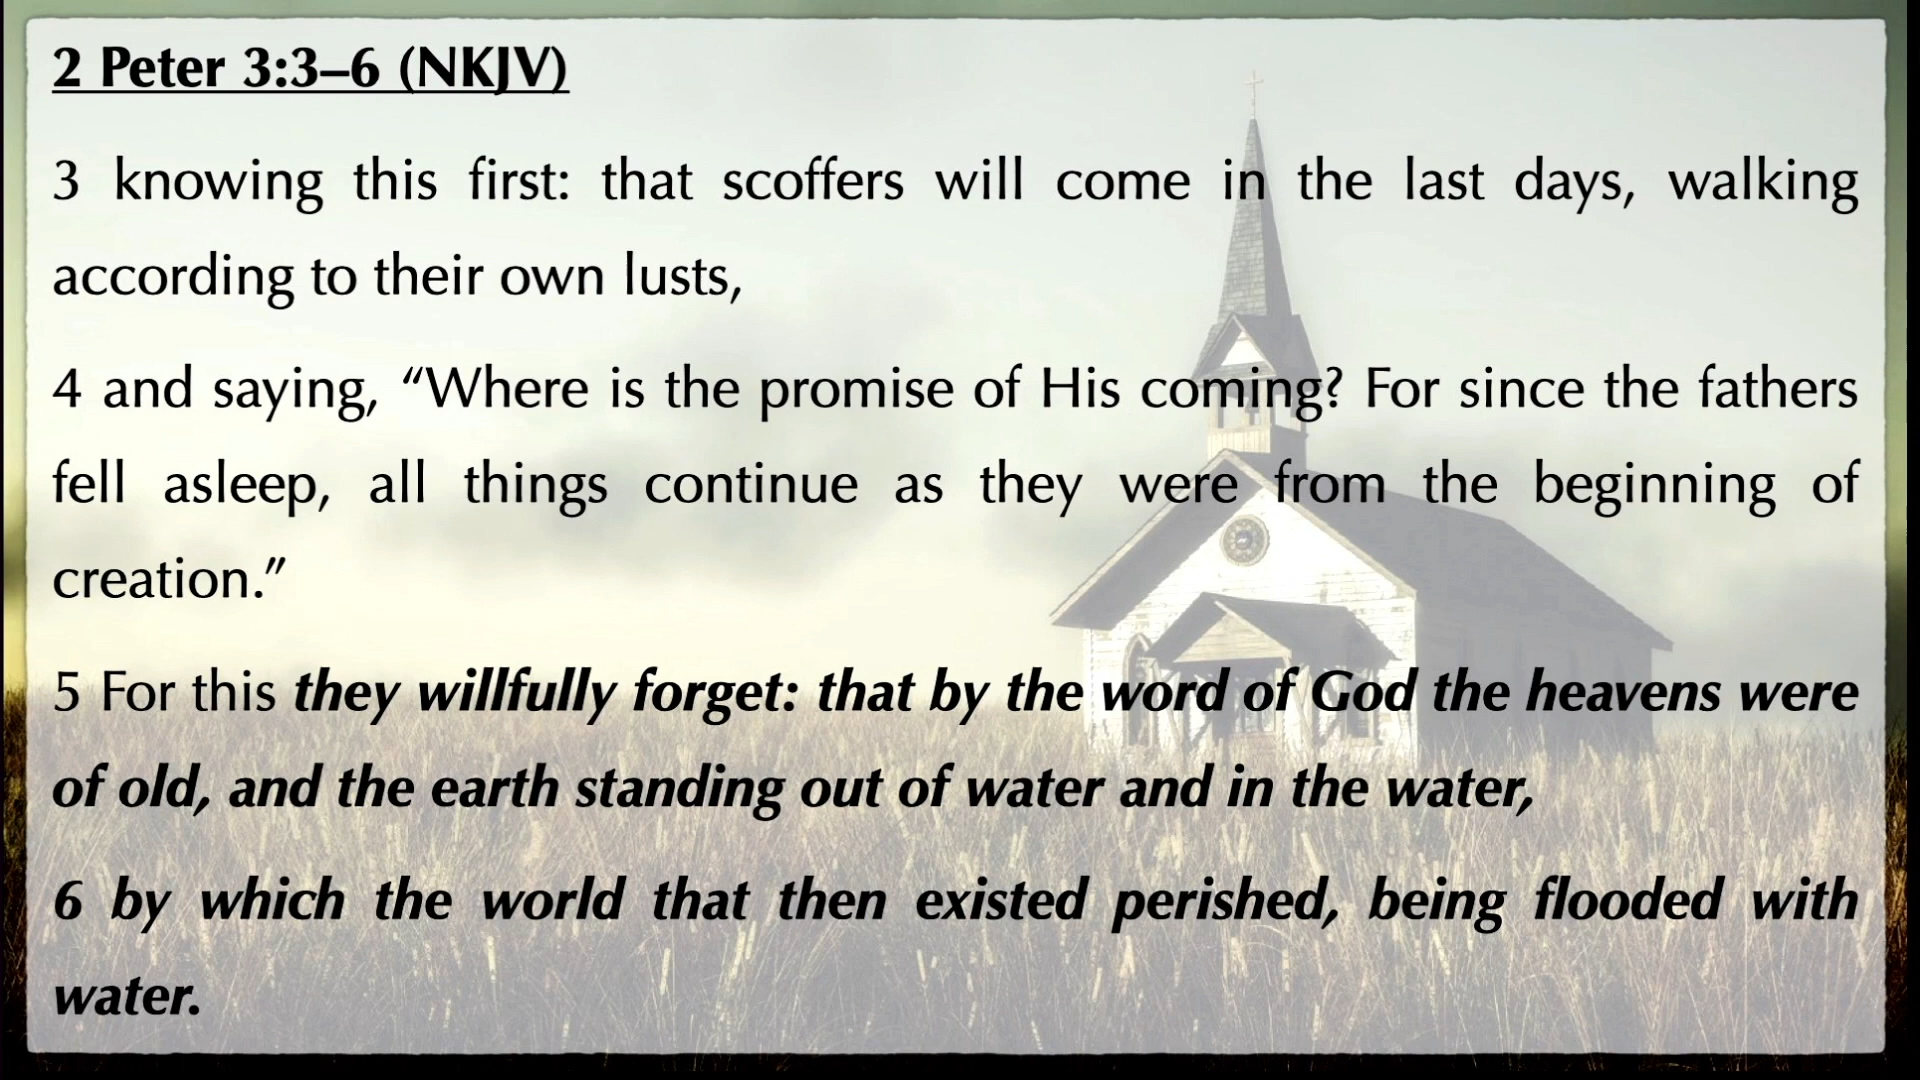 2 Peter 3:3–6 (NKJV)
3 knowing this first: that scoffers will come in the last days, walking
according to their own lusts,
4 and saying, “Where is the promise of His coming? For since the fathers
fell asleep, all things continue as they were from the beginning of
creation.”
5 For this they willfully forget: that by the word of God the heavens were
of old, and the earth standing out of water and in the water,
6 by which the world that then existed perished, being flooded with
water.